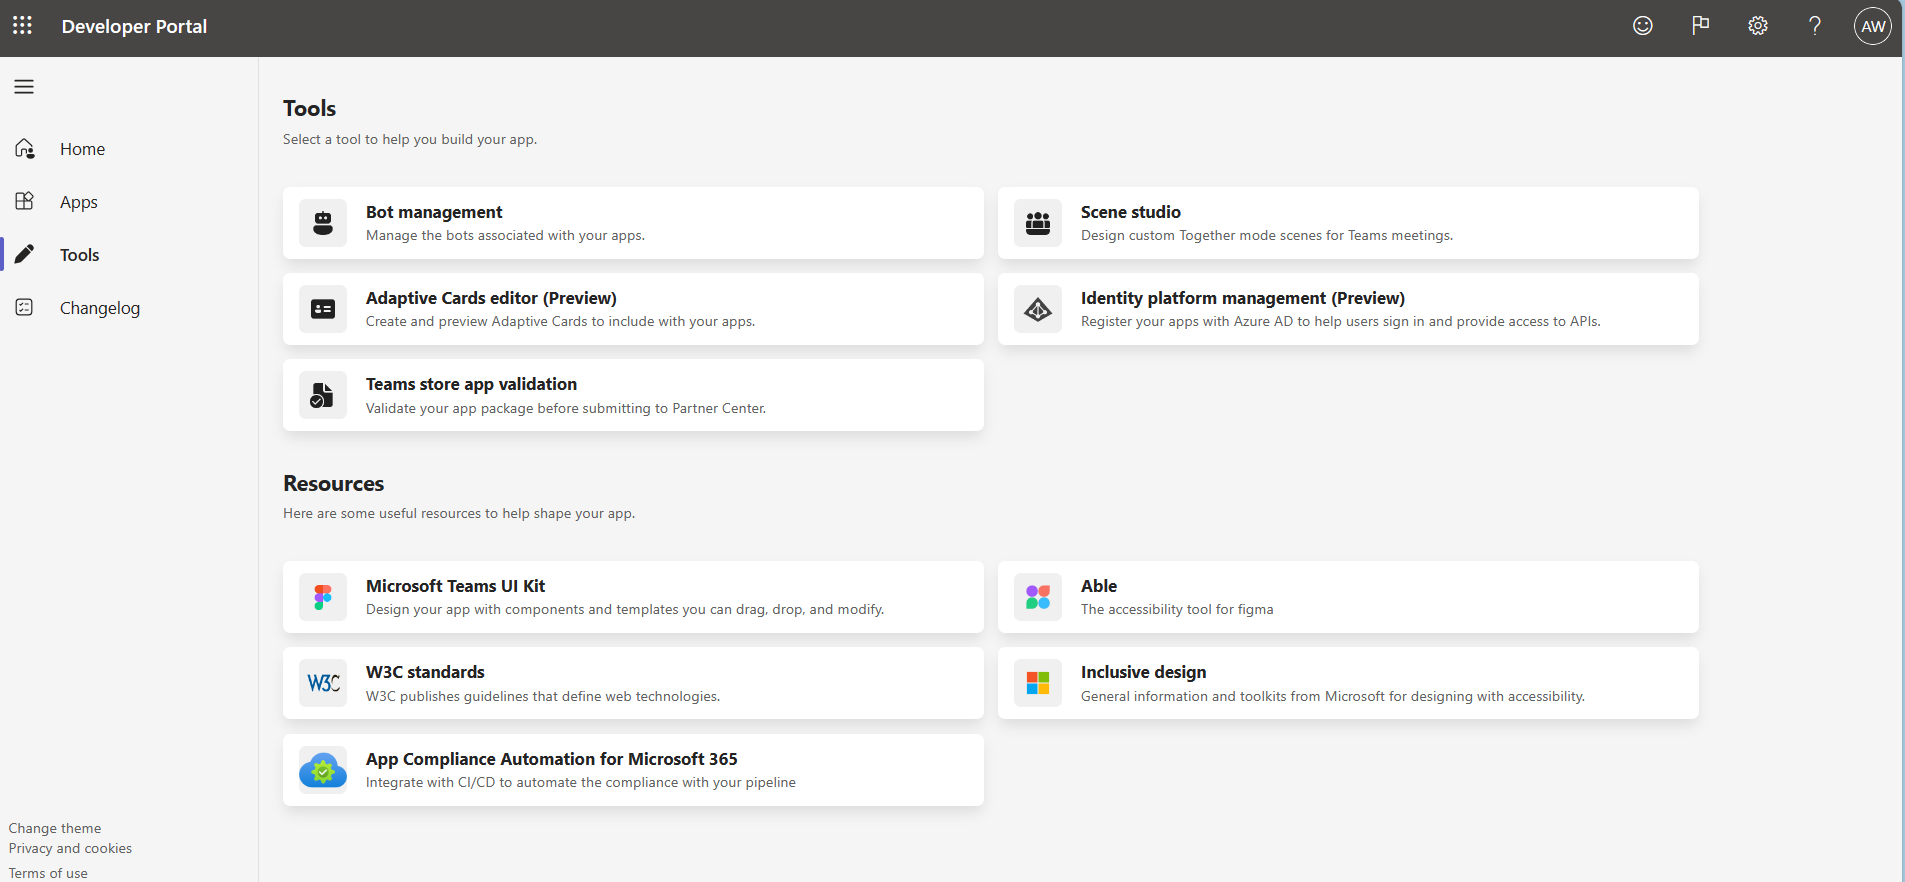 Developer Portal
AW
Home
Apps
Tools
Changelog
Change theme
Privacy and cookies
Terms of use
Tools
Select a tool to help you build your app.
Bot management
Manage the bots associated with your apps.
Scene studio
Design custom Together mode scenes for Teams meetings.
Adaptive Cards editor (Preview)
Create and preview Adaptive Cards to include with your apps.
Identity platform management (Preview)
Register your apps with Azure AD to help users sign in and provide access to APIs.
Teams store app validation
Validate your app package before submitting to Partner Center.
Resources
Here are some useful resources to help shape your app.
Microsoft Teams UI Kit
Design your app with components and templates you can drag, drop, and modify.
Able
The accessibility tool for figma
W3C
W3C standards
W3C publishes guidelines that define web technologies.
Inclusive design
General information and toolkits from Microsoft for designing with accessibility.
App Compliance Automation for Microsoft 365
Integrate with CI/CD to automate the compliance with your pipeline